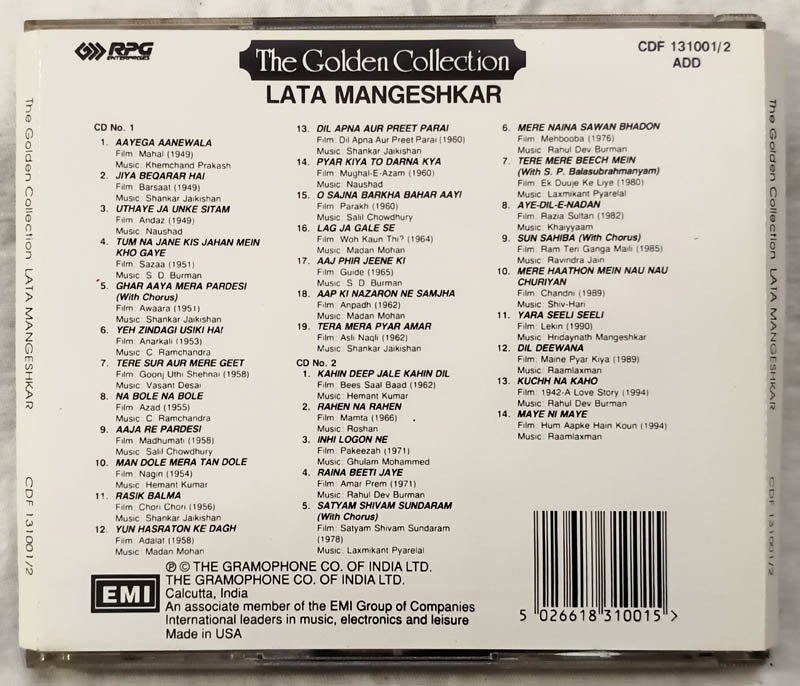 RPG
ENTERPRISES
The Golden Collection
LATA MANGESHKAR
CDF 131001/2
ADD
CD No. 1
1. AAYEGA AANEWALA
Film: Mahal (1949)
Music: Khemchand Prakash
2. JIYA BEQARAR HAI
Film: Barsaat (1949)
Music: Shankar Jaikishan
3. UTHAYE JA UNKE SITAM
Film: Andaz (1949)
Music: Naushad
4. TUM NA JANE KIS JAHAN MEIN
KHO GAYE
Film: Sazaa (1951)
Music: S. D. Burman
5. GHAR AAYA MERA PARDESI
(With Chorus)
Film: Awaara (1951)
Music: Shankar Jaikishan
6. YEH ZINDAGI USIKI HAI
Film: Anarkali (1953)
Music: C. Ramchandra
7. TERE SUR AUR MERE GEET
Film: Goonj Uthi Shehnai (1958)
Music: Vasant Desai
8. NA BOLE NA BOLE
Film: Azad (1955)
Music: C. Ramchandra
9. AAJA RE PARDESI
Film: Madhumati (1958)
Music: Salil Chowdhury
10. MAN DOLE MERA TAN DOLE
Film: Nagin (1954)
Music: Hemant Kumar
11. RASIK BALMA
Film: Chori Chori (1956)
Music: Shankar Jaikishan
12. YUN HASRATON KE DAGH
Film: Adalat (1958)
Music: Madan Mohan
13. DIL APNA AUR PREET PARAI
Film: Dil Apna Aur Preet Parai (1960)
Music: Shankar Jaikishan
14. PYAR KIYA TO DARNA KYA
Film: Mughal-E-Azam (1960)
Music: Naushad
15. O SAJNA BARKHA BAHAR AAYI
Film: Parakh (1960)
Music: Salil Chowdhury
16. LAG JA GALE SE
Film: Woh Kaun Thi? (1964)
Music: Madan Mohan
17. AAJ PHIR JEENE KI
Film: Guide (1965)
Music: S. D. Burman
18. AAP KI NAZARON NE SAMJHA
Film: Anpadh (1962)
Music: Madan Mohan
19. TERA MERA PYAR AMAR
Film: Asli Naqli (1962)
Music: Shankar Jaikishan
CD No. 2
1. KAHIN DEEP JALE KAHIN DIL
Film: Bees Saal Baad (1962)
Music: Hemant Kumar
2. RAHEN NA RAHEN
Film: Mamta (1966)
Music: Roshan
3. INHI LOGON NE
Film: Pakeezah (1971)
Music: Ghulam Mohammed
4. RAINA BEETI JAYE
Film: Amar Prem (1971)
Music: Rahul Dev Burman
5. SATYAM SHIVAM SUNDARAM
(With Chorus)
Film: Satyam Shivam Sundaram
(1978)
Music: Laxmikant Pyarelal
6. MERE NAINA SAWAN BHADON
Film: Mehbooba (1976)
Music: Rahul Dev Burman
7. TERE MERE BEECH MEIN
(With S. P. Balasubrahmanyam)
Film: Ek Duuje Ke Liye (1980)
Music: Laxmikant Pyarelal
8. AYE-DIL-E-NADAN
Film: Razia Sultan (1982)
Music: Khaiyyaam
9. SUN SAHIBA (With Chorus)
Film: Ram Teri Ganga Maili (1985)
Music: Ravindra Jain
10. MERE HAATHON MEIN NAU NAU
CHURIYAN
Film: Chandni (1989)
Music: Shiv-Hari
11. YARA SEELI SEELI
Film: Lekin (1990)
Music: Hridaynath Mangeshkar
12. DIL DEEWANA
Film: Maine Pyar Kiya (1989)
Music: Raamlaxman
13. KUCHH NA KAHO
Film: 1942-A Love Story (1994)
Music: Rahul Dev Burman
14. MAYE NI MAYE
Film: Hum Aapke Hain Koun (1994)
Music: Raamlaxman
EMI
℗ © THE GRAMOPHONE CO. OF INDIA LTD.
THE GRAMOPHONE CO. OF INDIA LTD.
Calcutta, India
An associate member of the EMI Group of Companies
International leaders in music, electronics and leisure
Made in USA
5 026618 310015 >
The Golden Collection LATA MANGESHKAR CDF 131001/2
The Golden Collection LATA MANGESHKAR CDF 131001/2